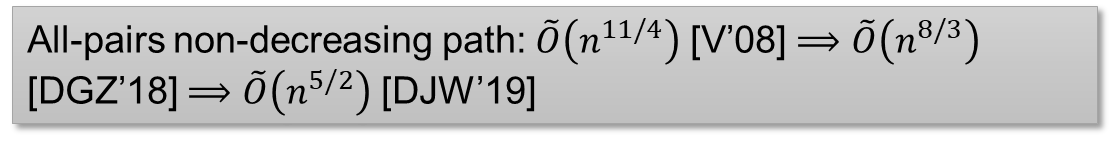 All-pairs non-decreasing path: Õ(n^{11/4}) [V’08] ⟹ Õ(n^{8/3})
[DGZ’18] ⟹ Õ(n^{5/2}) [DJW’19]